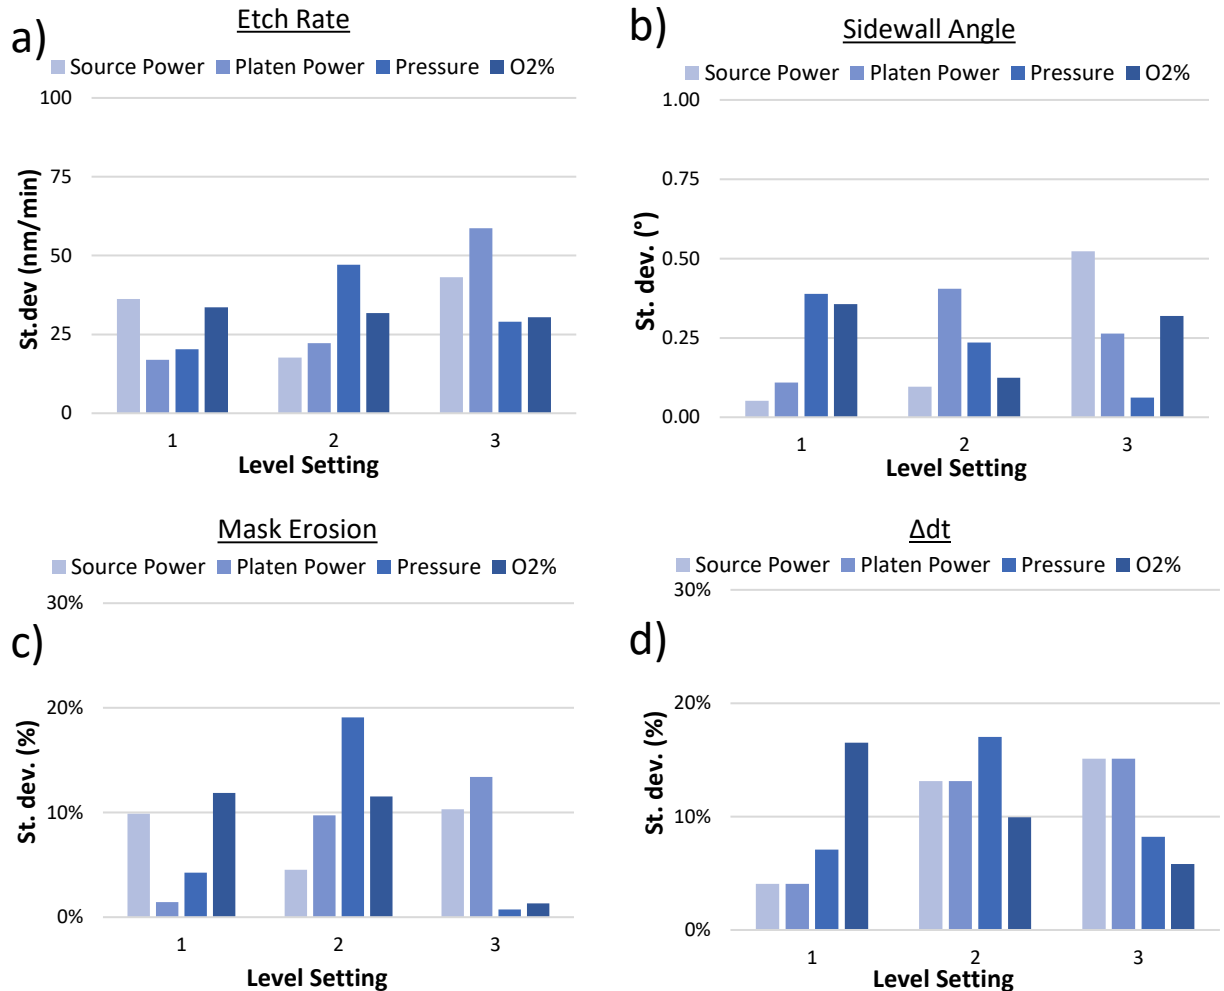 a)
Etch Rate
Source Power Platen Power Pressure O2%
100
75
50
25
0
St.dev (nm/min)
1 2 3
Level Setting
b)
Sidewall Angle
Source Power Platen Power Pressure O2%
1.00
0.75
0.50
0.25
0.00
St. dev. (°)
1 2 3
Level Setting
c)
Mask Erosion
Source Power Platen Power Pressure O2%
30%
20%
10%
0%
St. dev. (%)
1 2 3
Level Setting
d)
Δdt
Source Power Platen Power Pressure O2%
30%
20%
10%
0%
St. dev. (%)
1 2 3
Level Setting